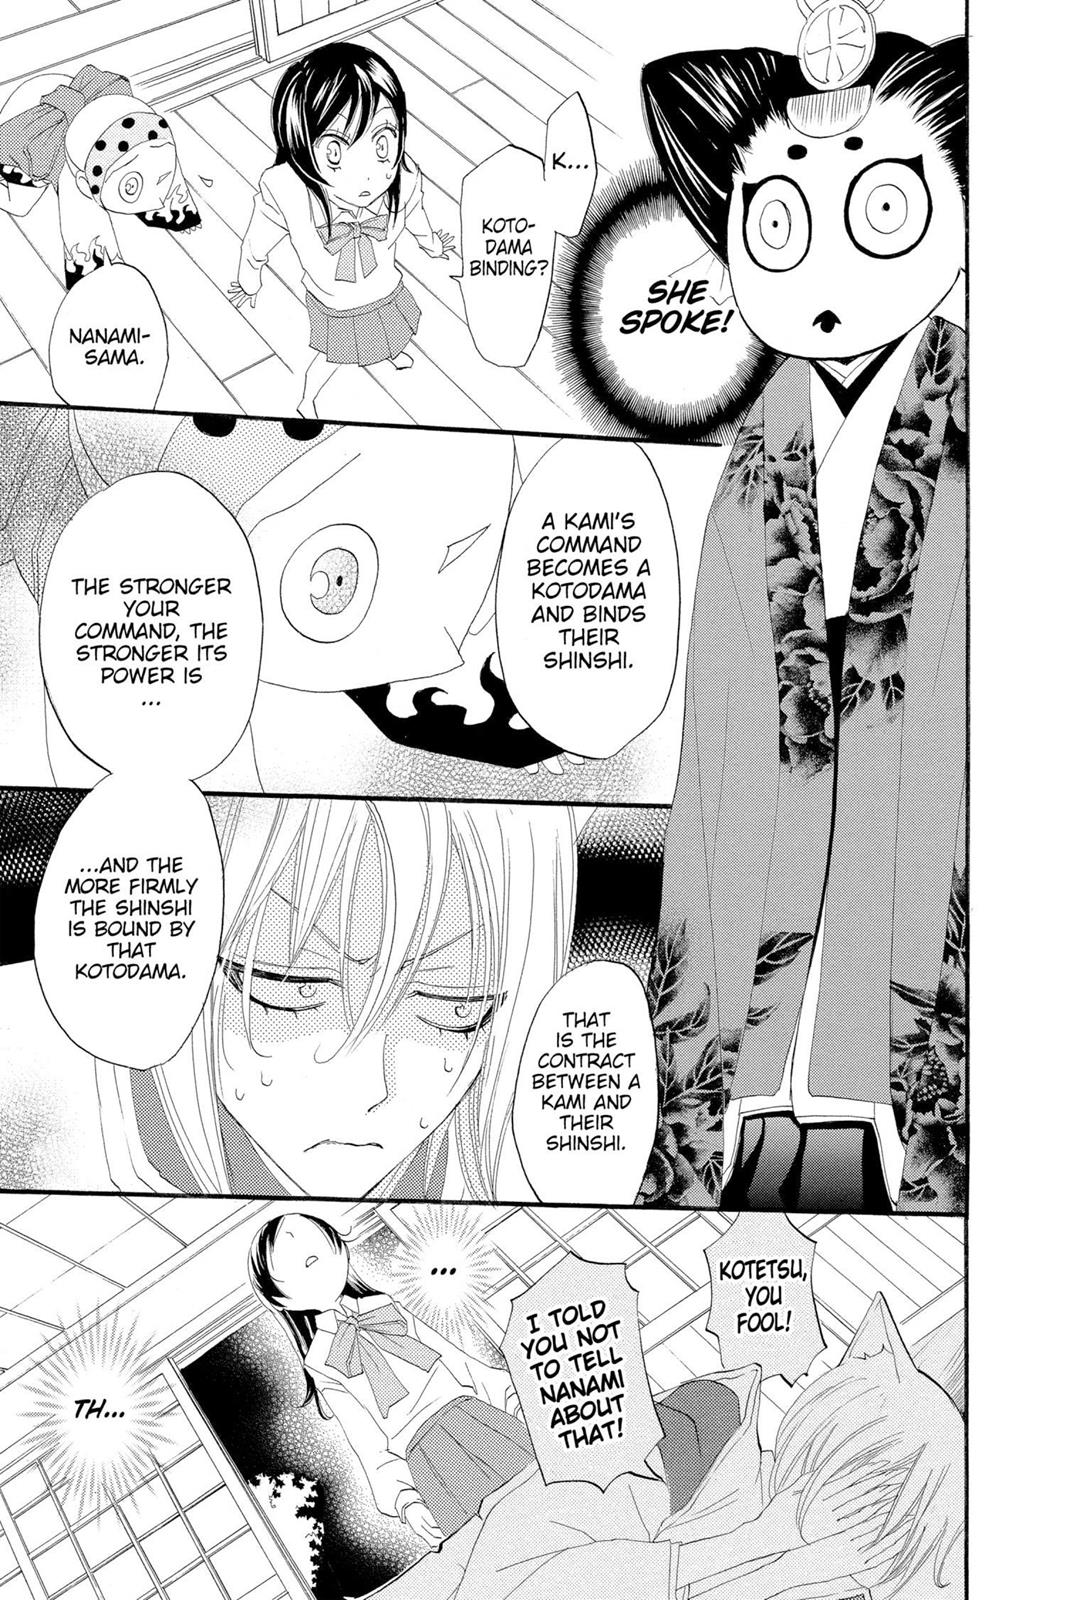 SHE
SPOKE!
K...
KOTO-
DAMA
BINDING?
NANAMI-
SAMA.
A KAMI'S
COMMAND
BECOMES A
KOTODAMA
AND BINDS
THEIR
SHINSHI.
THE STRONGER
YOUR
COMMAND, THE
STRONGER ITS
POWER IS
...
...AND THE
MORE FIRMLY
THE SHINSHI
IS BOUND BY
THAT
KOTODAMA.
THAT
IS THE
CONTRACT
BETWEEN A
KAMI AND
THEIR
SHINSHI.
KOTETSU,
YOU
FOOL!
I TOLD
YOU NOT
TO TELL
NANAMI
ABOUT
THAT!
...
TH...